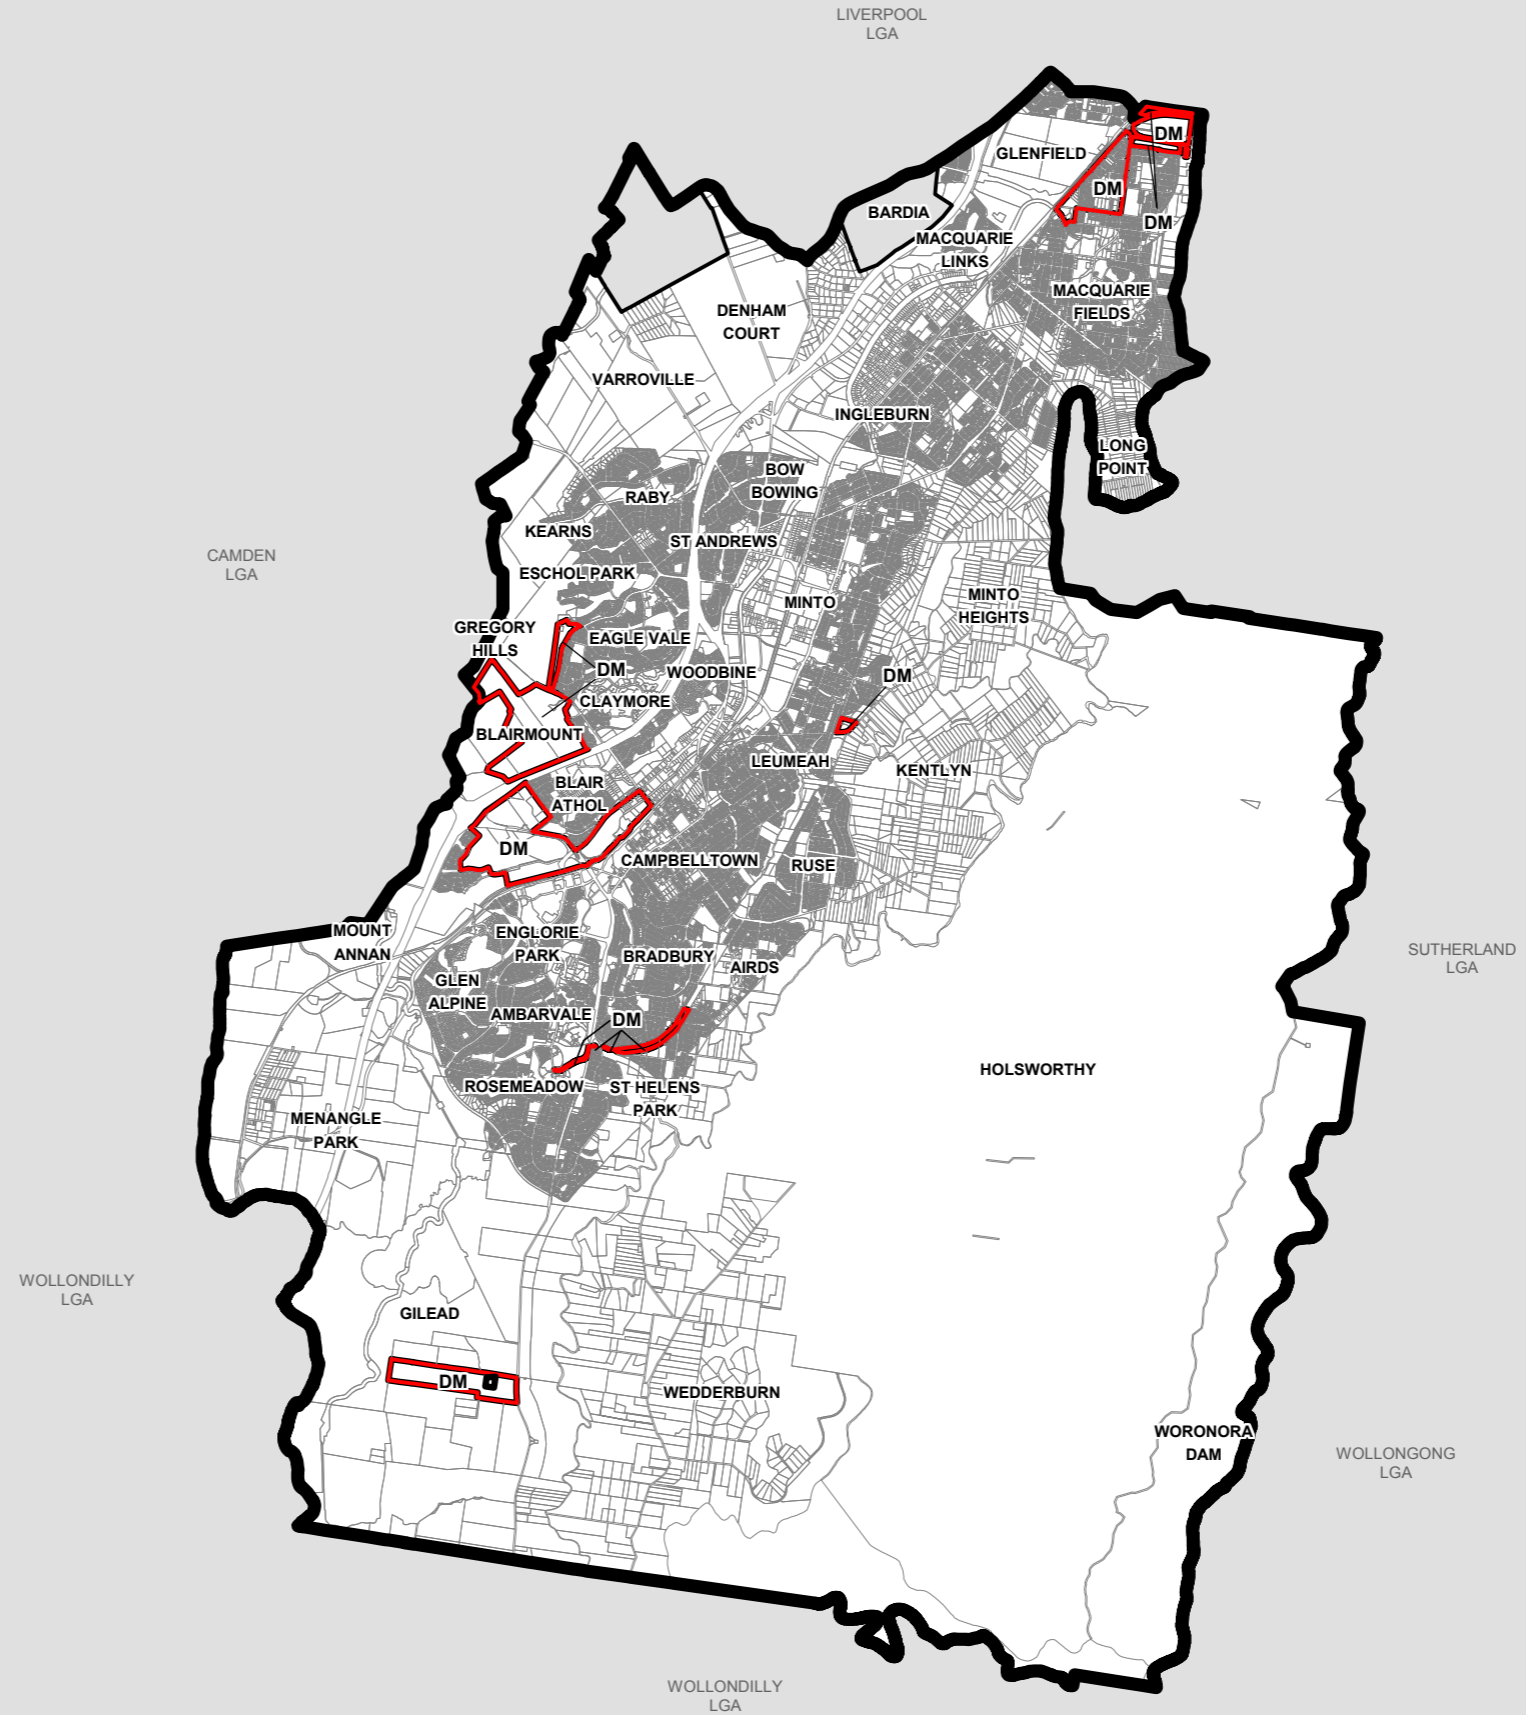 LIVERPOOL
LGA
DM
GLENFIELD
DM
BARDIA
DM
MACQUARIE
LINKS
MACQUARIE
FIELDS
DENHAM
COURT
VARROVILLE
INGLEBURN
LONG
POINT
BOW
BOWING
RABY
KEARNS
ST ANDREWS
CAMDEN
LGA
ESCHOL PARK
MINTO
MINTO
HEIGHTS
GREGORY
HILLS
EAGLE VALE
DM
WOODBINE
DM
CLAYMORE
BLAIRMOUNT
LEUMEAH
KENTLYN
BLAIR
ATHOL
DM
CAMPBELLTOWN
RUSE
MOUNT
ANNAN
ENGLORIE
PARK
BRADBURY
AIRDS
SUTHERLAND
LGA
GLEN
ALPINE
AMBARVALE
DM
HOLSWORTHY
ROSEMEADOW
ST HELENS
PARK
MENANGLE
PARK
WOLLONDILLY
LGA
GILEAD
DM
WEDDERBURN
WORONORA
DAM
WOLLONGONG
LGA
WOLLONDILLY
LGA